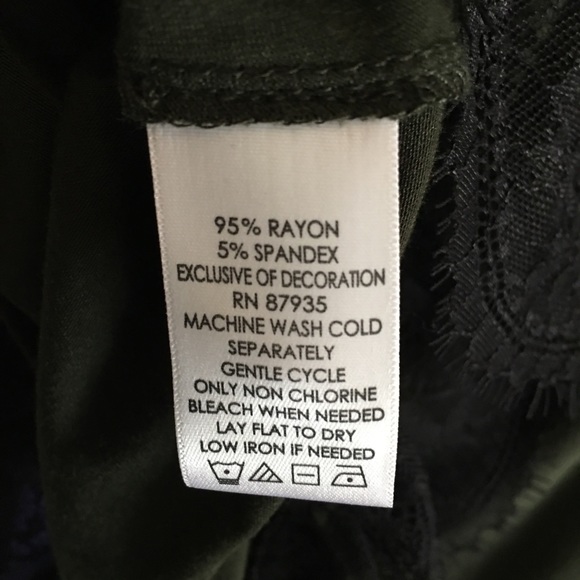 95% RAYON
5% SPANDEX
EXCLUSIVE OF DECORATION
RN 87935
MACHINE WASH COLD
SEPARATELY
GENTLE CYCLE
ONLY NON CHLORINE
BLEACH WHEN NEEDED
LAY FLAT TO DRY
LOW IRON IF NEEDED